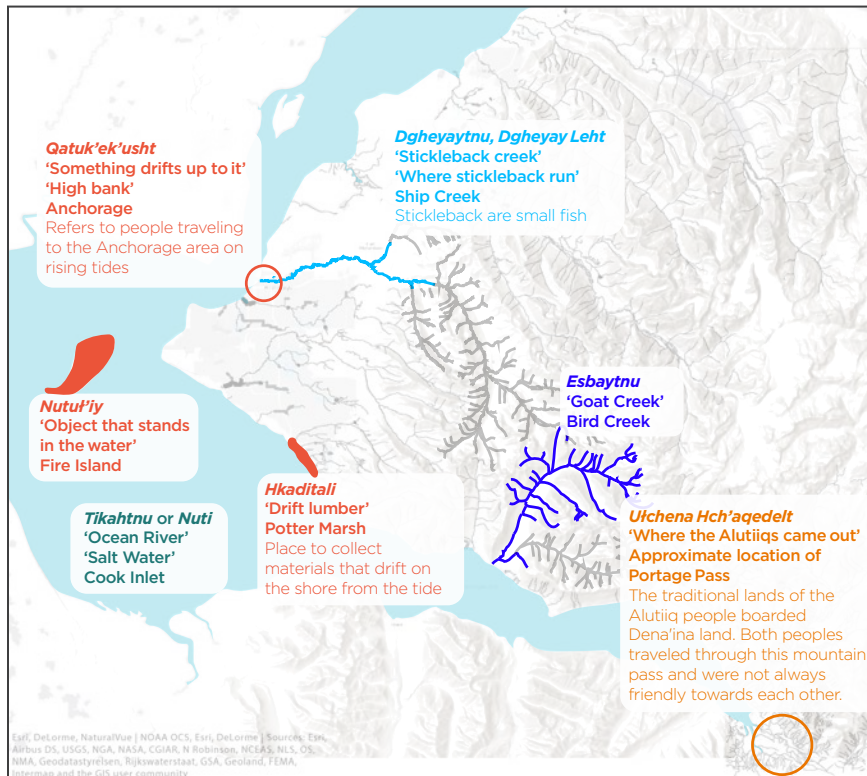 Qatuk’ek’usht
‘Something drifts up to it’
‘High bank’
Anchorage
Refers to people traveling
to the Anchorage area on
rising tides
Dgheyaytnu, Dgheyay Leht
‘Stickleback creek’
‘Where stickleback run’
Ship Creek
Stickleback are small fish
Nutuł’iy
‘Object that stands
in the water’
Fire Island
Esbaytnu
‘Goat Creek’
Bird Creek
Hkaditali
‘Drift lumber’
Potter Marsh
Place to collect
materials that drift on
the shore from the tide
Tikahtnu or Nuti
‘Ocean River’
‘Salt Water’
Cook Inlet
Ułchena Hch’aqedelt
‘Where the Alutiiqs came out’
Approximate location of
Portage Pass
The traditional lands of the
Alutiiq people boarded
Dena'ina land. Both peoples
traveled through this mountain
pass and were not always
friendly towards each other.
Esri, DeLorme, NaturalVue | NOAA OCS, Esri, DeLorme | Sources: Esri,
Airbus DS, USGS, NGA, NASA, CGIAR, N Robinson, NCEAS, NLS, OS,
NMA, Geodatastyrelsen, Rijkswaterstaat, GSA, Geoland, FEMA,
Intermap and the GIS user community